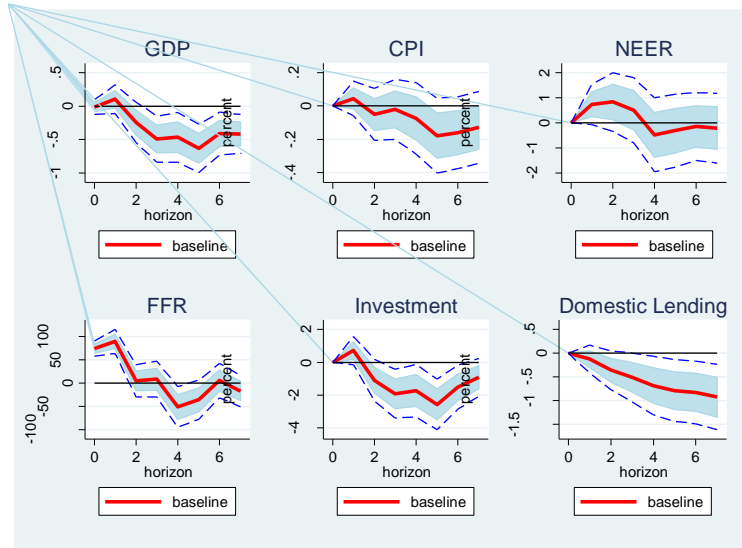 GDP
CPI
NEER
.5
0
-.5
-1
percent
0 2 4 6
horizon
baseline
.2
0
-.2
-.4
percent
0 2 4 6
horizon
baseline
2
1
0
-1
-2
0 2 4 6
horizon
baseline
FFR
Investment
Domestic Lending
100
50
0
-50
-100
percent
0 2 4 6
horizon
baseline
2
0
-2
-4
percent
0 2 4 6
horizon
baseline
.5
0
-.5
-1
-1.5
0 2 4 6
horizon
baseline